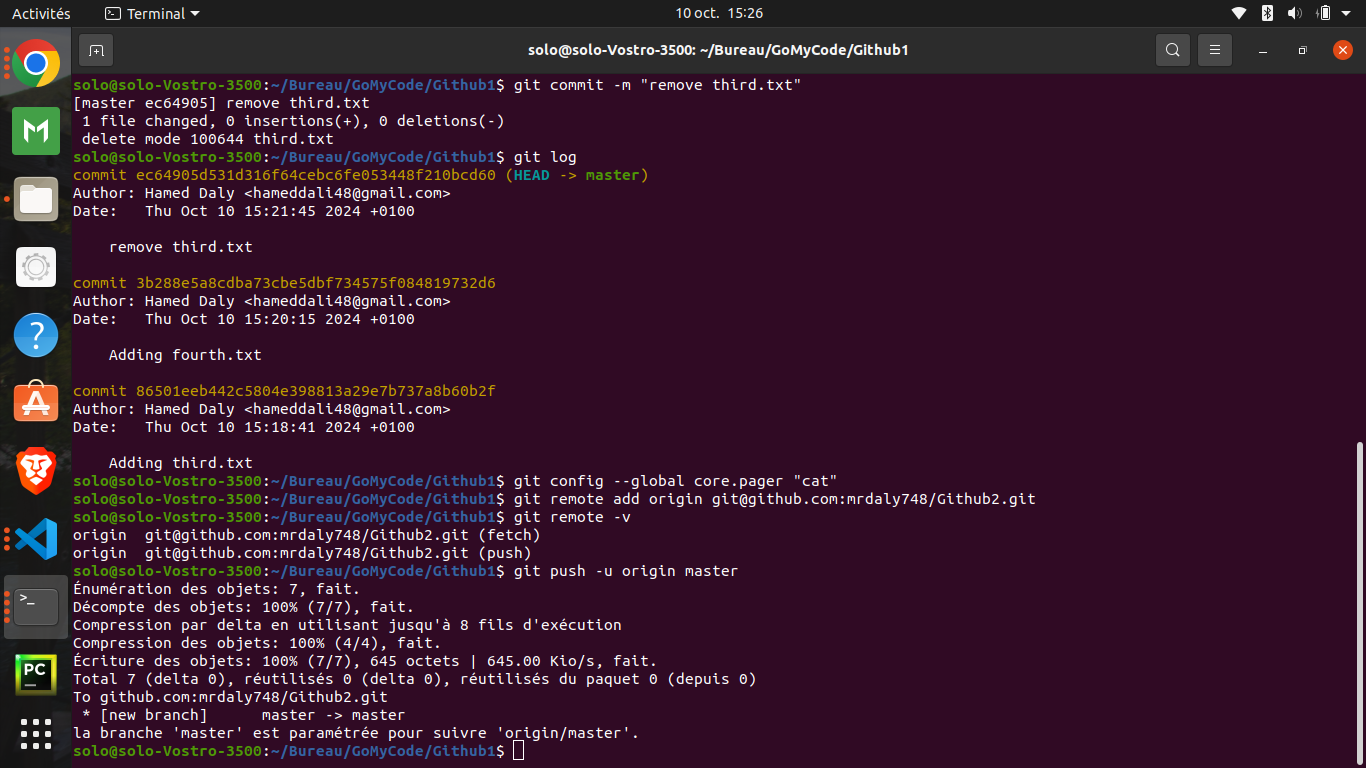 Activités
Terminal
10 oct. 15:26
solo@solo-Vostro-3500: ~/Bureau/GoMyCode/Github1
solo@solo-Vostro-3500:~/Bureau/GoMyCode/Github1$ git commit -m "remove third.txt"
[master ec64905] remove third.txt
 1 file changed, 0 insertions(+), 0 deletions(-)
 delete mode 100644 third.txt
solo@solo-Vostro-3500:~/Bureau/GoMyCode/Github1$ git log
commit ec64905d531d316f64cebc6fe053448f210bcd60 (HEAD -> master)
Author: Hamed Daly <hameddali48@gmail.com>
Date:   Thu Oct 10 15:21:45 2024 +0100
    remove third.txt
commit 3b288e5a8cdba73cbe5dbf734575f084819732d6
Author: Hamed Daly <hameddali48@gmail.com>
Date:   Thu Oct 10 15:20:15 2024 +0100
    Adding fourth.txt
commit 86501eeb442c5804e398813a29e7b737a8b60b2f
Author: Hamed Daly <hameddali48@gmail.com>
Date:   Thu Oct 10 15:18:41 2024 +0100
    Adding third.txt
solo@solo-Vostro-3500:~/Bureau/GoMyCode/Github1$ git config --global core.pager "cat"
solo@solo-Vostro-3500:~/Bureau/GoMyCode/Github1$ git remote add origin git@github.com:mrdaly748/Github2.git
solo@solo-Vostro-3500:~/Bureau/GoMyCode/Github1$ git remote -v
origin  git@github.com:mrdaly748/Github2.git (fetch)
origin  git@github.com:mrdaly748/Github2.git (push)
solo@solo-Vostro-3500:~/Bureau/GoMyCode/Github1$ git push -u origin master
Énumération des objets: 7, fait.
Décompte des objets: 100% (7/7), fait.
Compression par delta en utilisant jusqu'à 8 fils d'exécution
Compression des objets: 100% (4/4), fait.
Écriture des objets: 100% (7/7), 645 octets | 645.00 Kio/s, fait.
Total 7 (delta 0), réutilisés 0 (delta 0), réutilisés du paquet 0 (depuis 0)
To github.com:mrdaly748/Github2.git
 * [new branch]      master -> master
la branche 'master' est paramétrée pour suivre 'origin/master'.
solo@solo-Vostro-3500:~/Bureau/GoMyCode/Github1$
PC